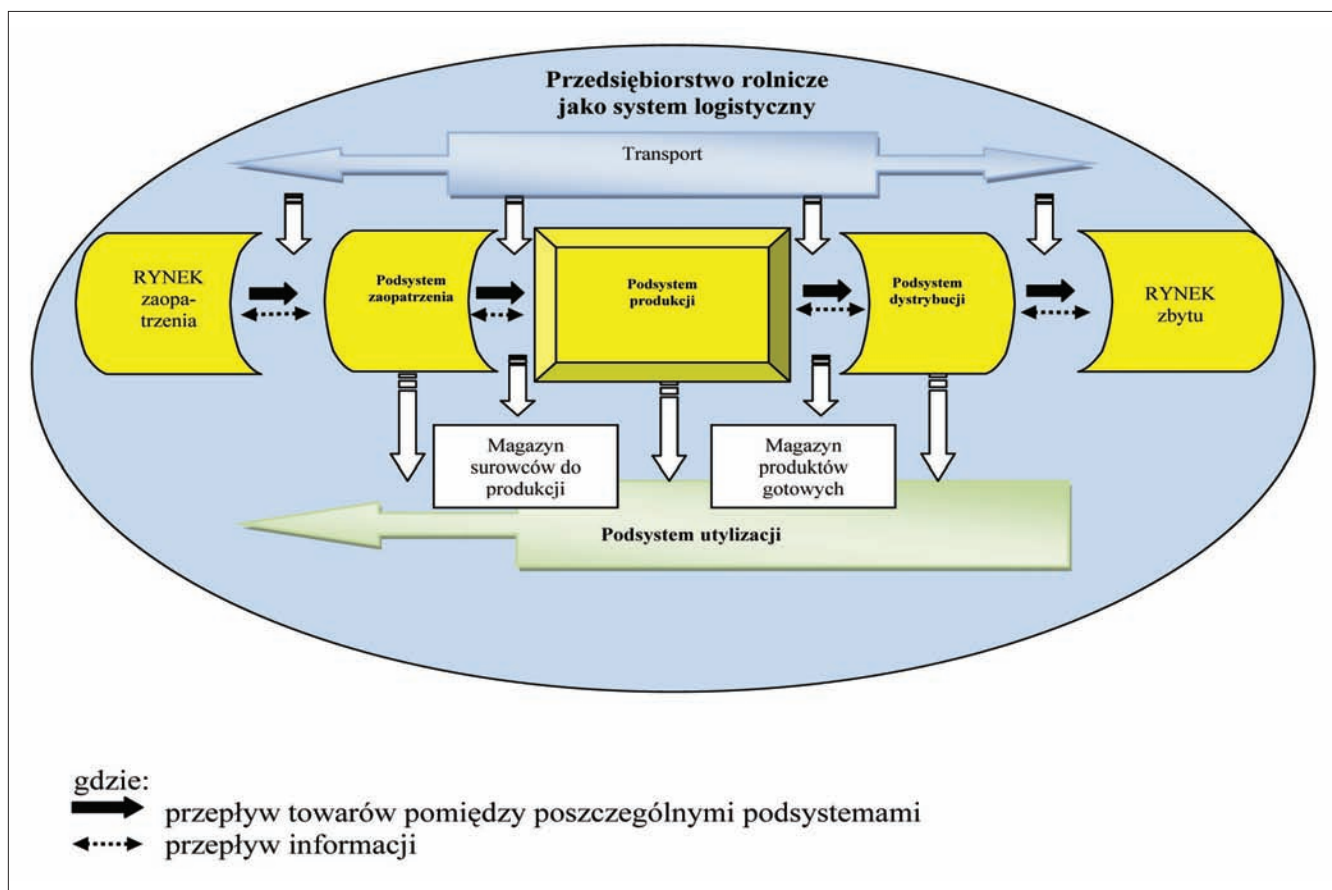 Przedsiębiorstwo rolnicze
jako system logistyczny
Transport
RYNEK
zaopa-
trzenia
Podsystem
zaopatrzenia
Podsystem
produkcji
Podsystem
dystrybucji
RYNEK
zbytu
Magazyn
surowców do
produkcji
Magazyn
produktów
gotowych
Podsystem utylizacji
gdzie:
przepływ towarów pomiędzy poszczególnymi podsystemami
przepływ informacji